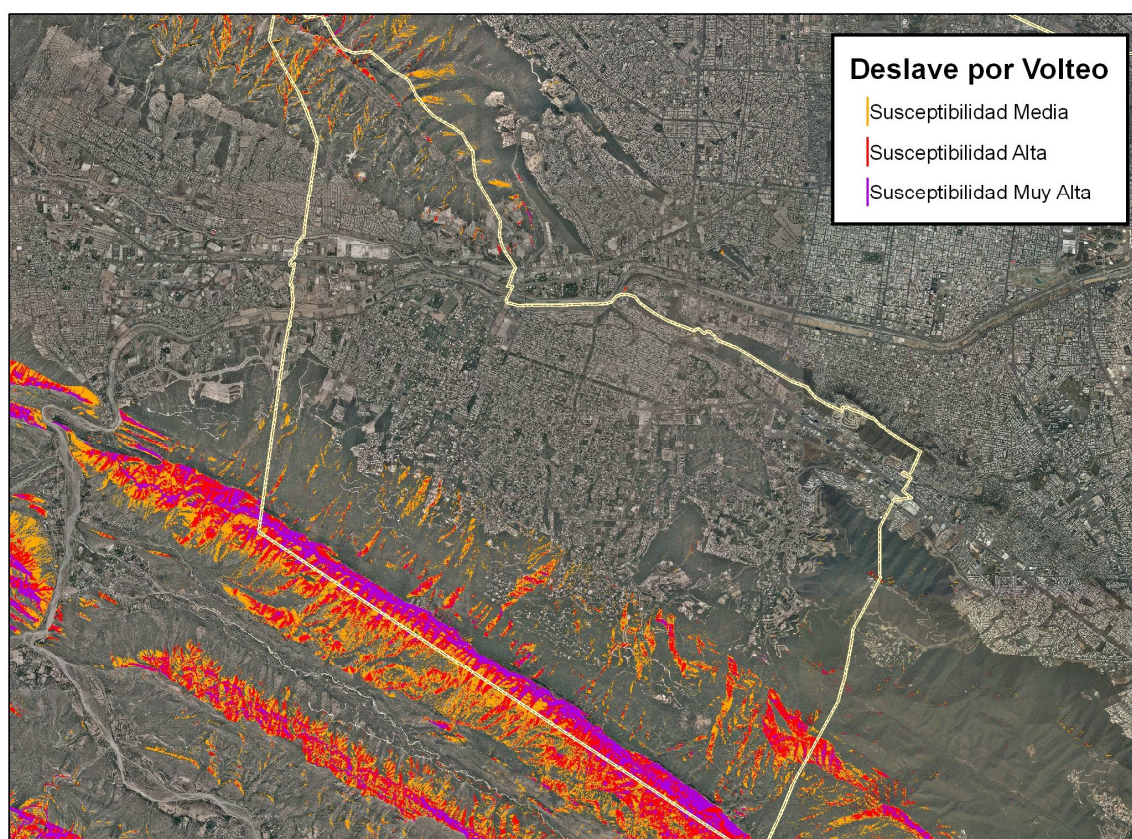 Deslave por Volteo
Susceptibilidad Media
Susceptibilidad Alta
Susceptibilidad Muy Alta